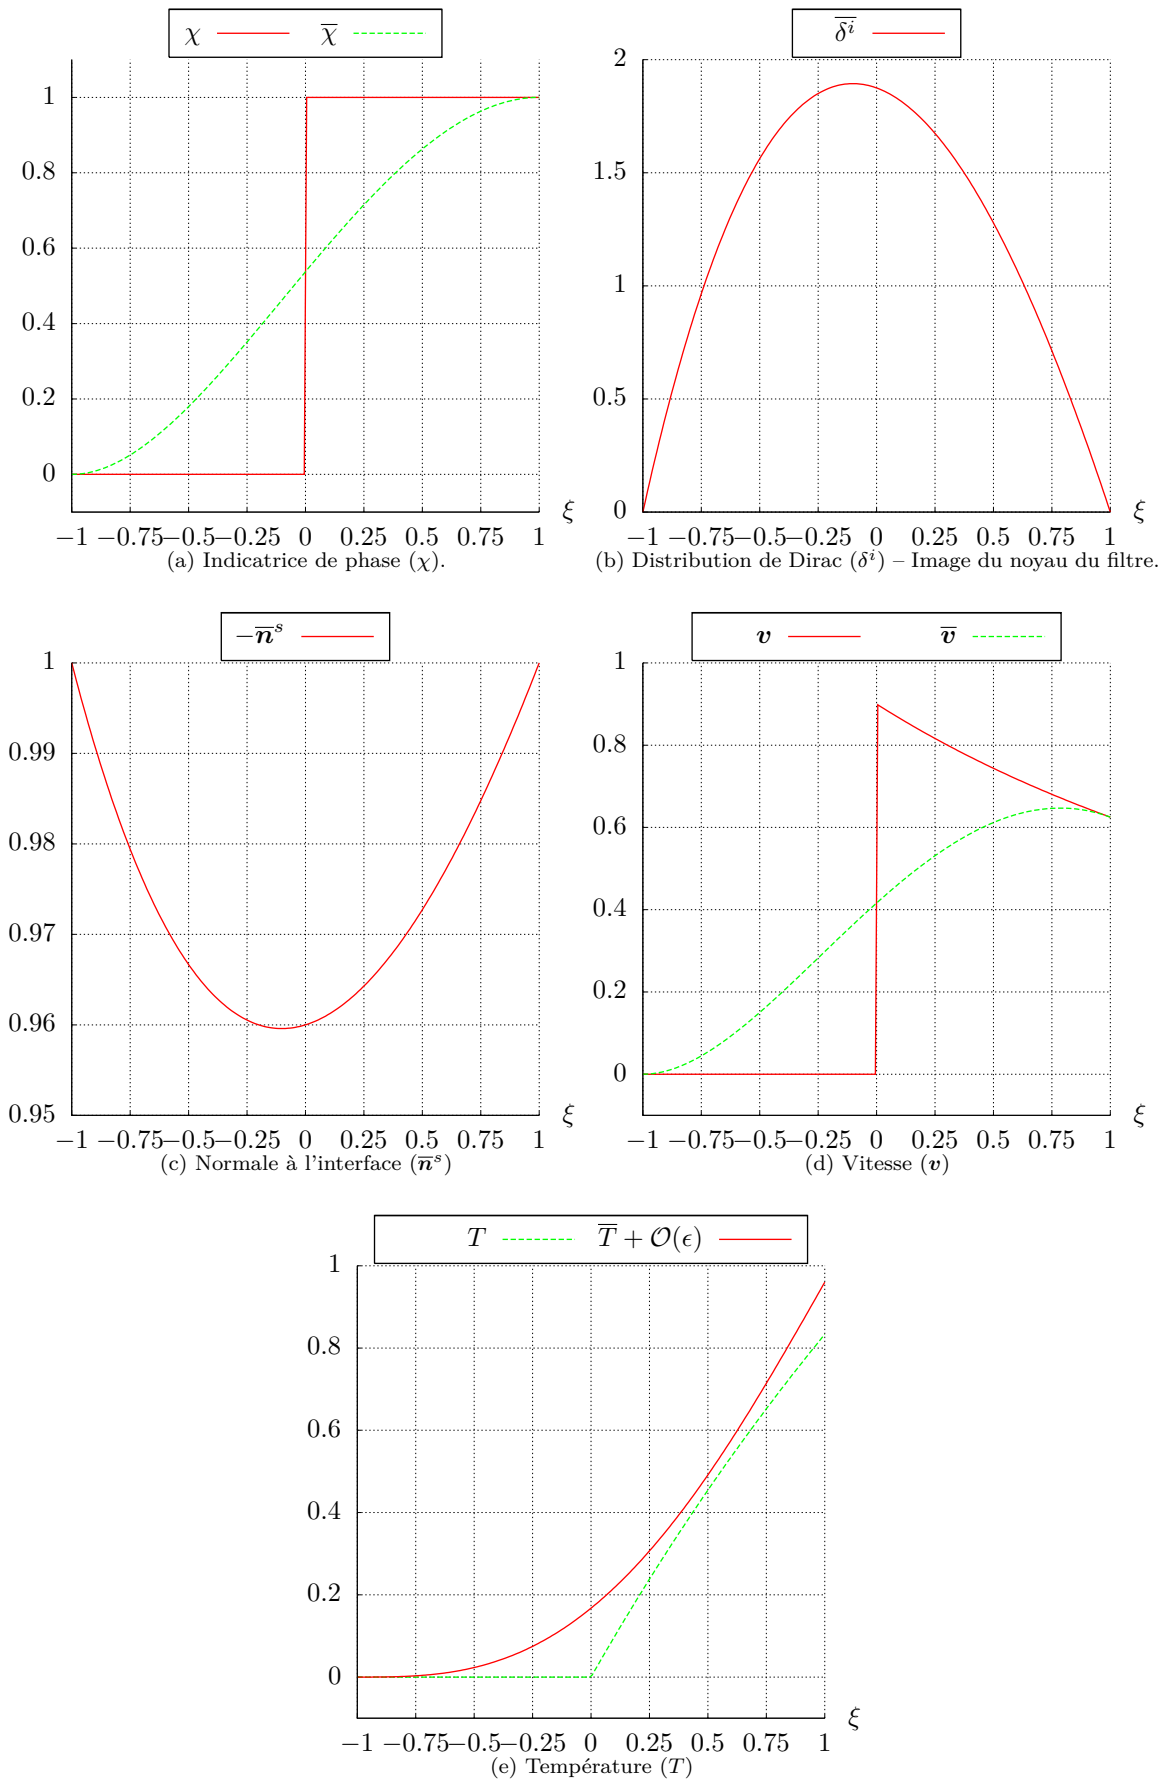 χ χ̅
1
0.8
0.6
0.4
0.2
0
−1 −0.75 −0.5 −0.25 0 0.25 0.5 0.75 1
ξ
(a) Indicatrice de phase (χ).
δ̅ⁱ
2
1.5
1
0.5
0
−1 −0.75 −0.5 −0.25 0 0.25 0.5 0.75 1
ξ
(b) Distribution de Dirac (δⁱ) – Image du noyau du filtre.
−n̅ˢ
1
0.99
0.98
0.97
0.96
0.95
−1 −0.75 −0.5 −0.25 0 0.25 0.5 0.75 1
ξ
(c) Normale à l'interface (n̅ˢ)
v v̅
1
0.8
0.6
0.4
0.2
0
−1 −0.75 −0.5 −0.25 0 0.25 0.5 0.75 1
ξ
(d) Vitesse (v)
T T̅ + O(ϵ)
1
0.8
0.6
0.4
0.2
0
−1 −0.75 −0.5 −0.25 0 0.25 0.5 0.75 1
ξ
(e) Température (T)